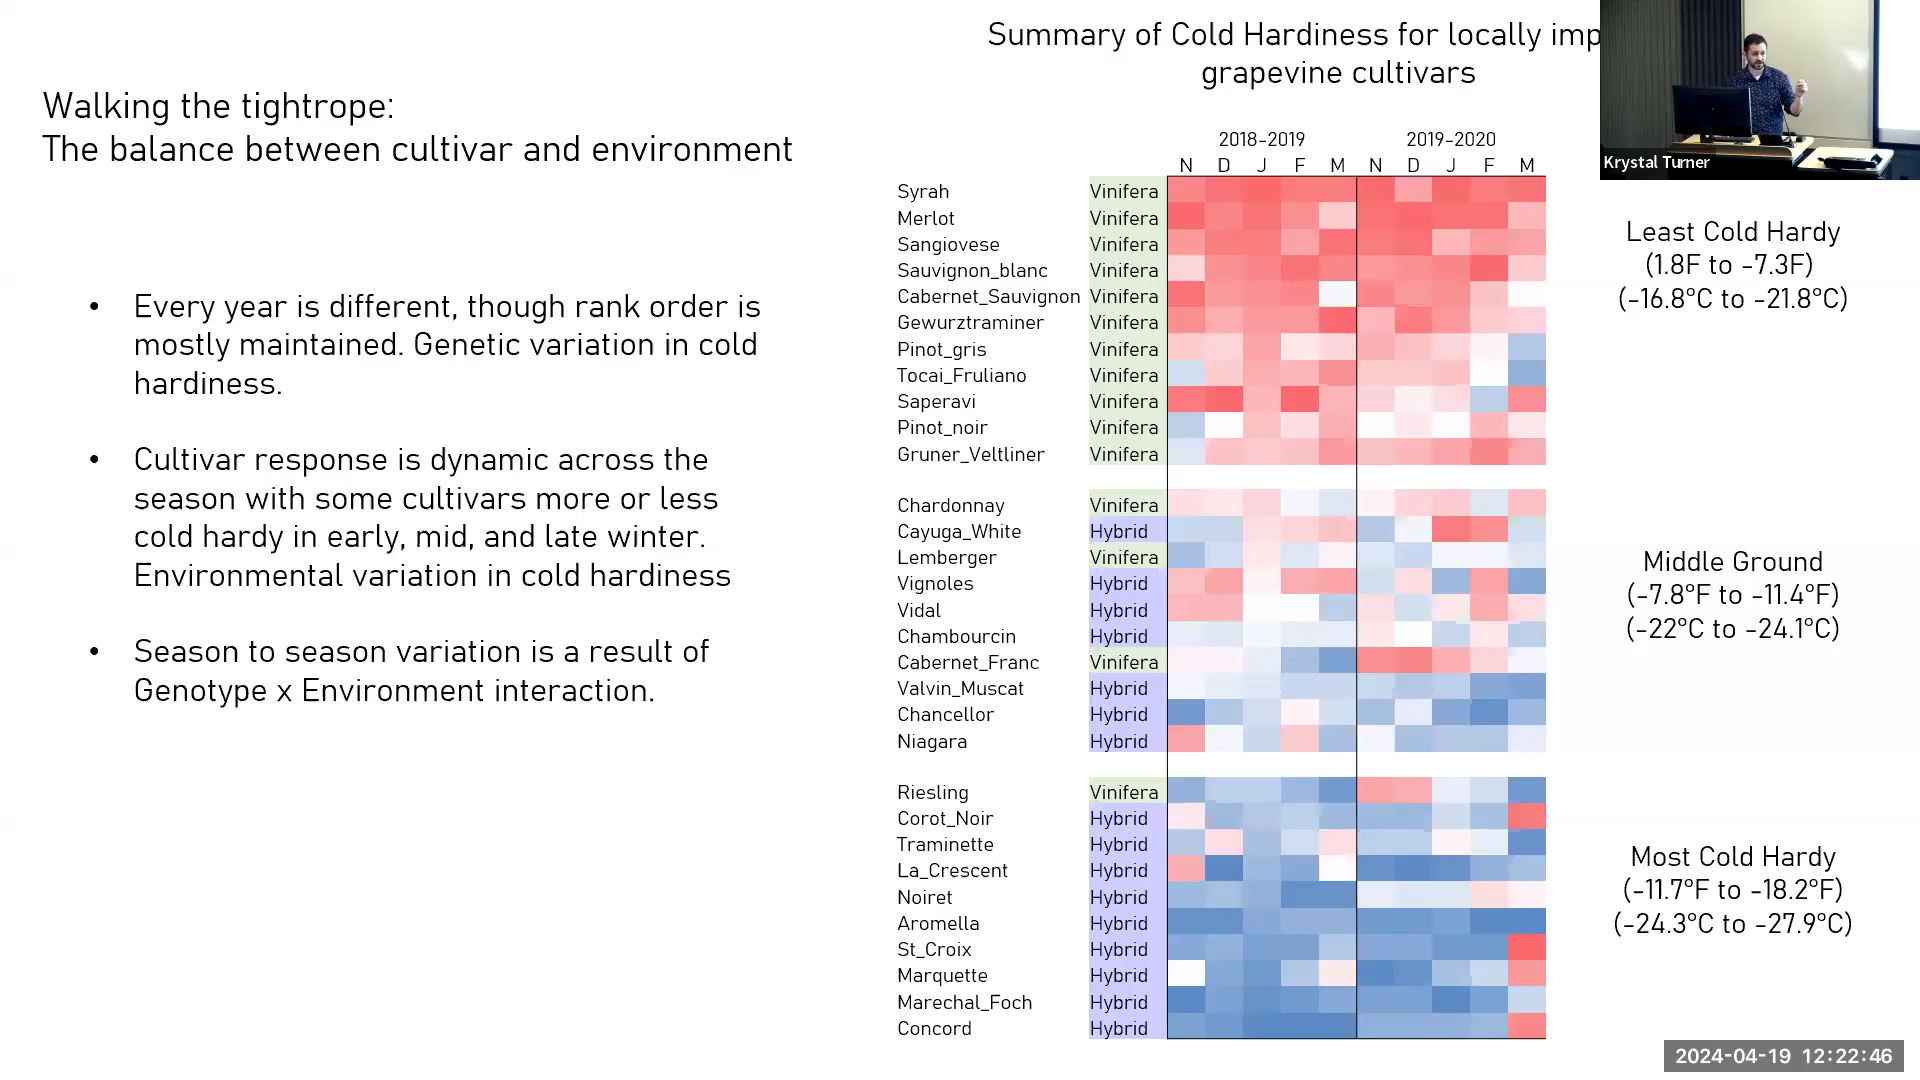 Summary of Cold Hardiness for locally imp
grapevine cultivars
Krystal Turner
Walking the tightrope:
The balance between cultivar and environment
• Every year is different, though rank order is
mostly maintained. Genetic variation in cold
hardiness.
• Cultivar response is dynamic across the
season with some cultivars more or less
cold hardy in early, mid, and late winter.
Environmental variation in cold hardiness
• Season to season variation is a result of
Genotype x Environment interaction.
2018-2019 2019-2020
N D J F M N D J F M
Syrah Vinifera
Merlot Vinifera
Sangiovese Vinifera
Sauvignon_blanc Vinifera
Cabernet_Sauvignon Vinifera
Gewurztraminer Vinifera
Pinot_gris Vinifera
Tocai_Fruliano Vinifera
Saperavi Vinifera
Pinot_noir Vinifera
Gruner_Veltliner Vinifera
Least Cold Hardy
(1.8F to -7.3F)
(-16.8°C to -21.8°C)
Chardonnay Vinifera
Cayuga_White Hybrid
Lemberger Vinifera
Vignoles Hybrid
Vidal Hybrid
Chambourcin Hybrid
Cabernet_Franc Vinifera
Valvin_Muscat Hybrid
Chancellor Hybrid
Niagara Hybrid
Middle Ground
(-7.8°F to -11.4°F)
(-22°C to -24.1°C)
Riesling Vinifera
Corot_Noir Hybrid
Traminette Hybrid
La_Crescent Hybrid
Noiret Hybrid
Aromella Hybrid
St_Croix Hybrid
Marquette Hybrid
Marechal_Foch Hybrid
Concord Hybrid
Most Cold Hardy
(-11.7°F to -18.2°F)
(-24.3°C to -27.9°C)
2024-04-19 12:22:46